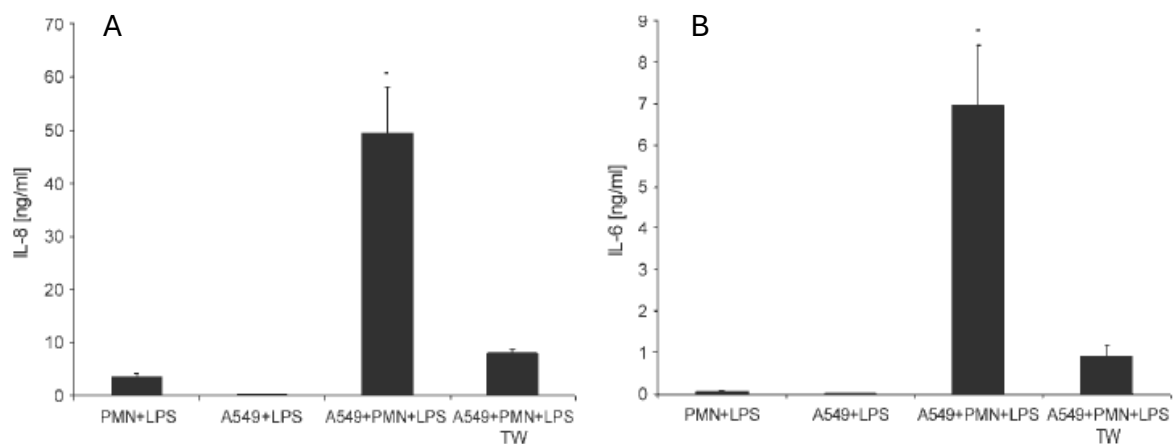 A
IL-8 [ng/ml]
70
60
50
40
30
20
10
0
-
PMN+LPS
A549+LPS
A549+PMN+LPS
A549+PMN+LPS
TW
B
IL-6 [ng/ml]
9
8
7
6
5
4
3
2
1
0
-
PMN+LPS
A549+LPS
A549+PMN+LPS
A549+PMN+LPS
TW